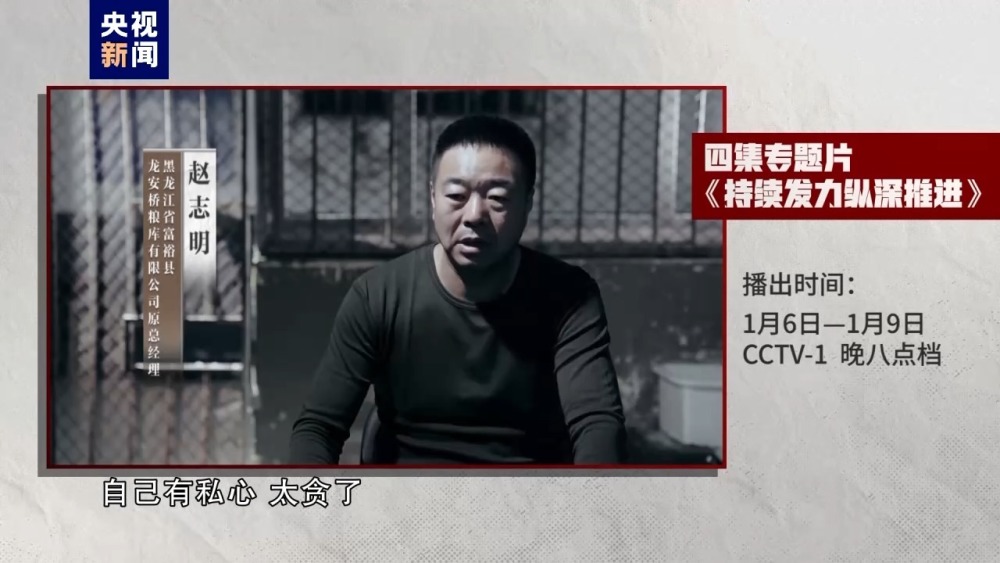 央视
新闻
四集专题片
《持续发力纵深推进》
播出时间：
1月6日—1月9日
CCTV-1 晚八点档
赵志明
黑龙江省富裕县
龙安桥粮库有限公司原总经理
自己有私心 太贪了